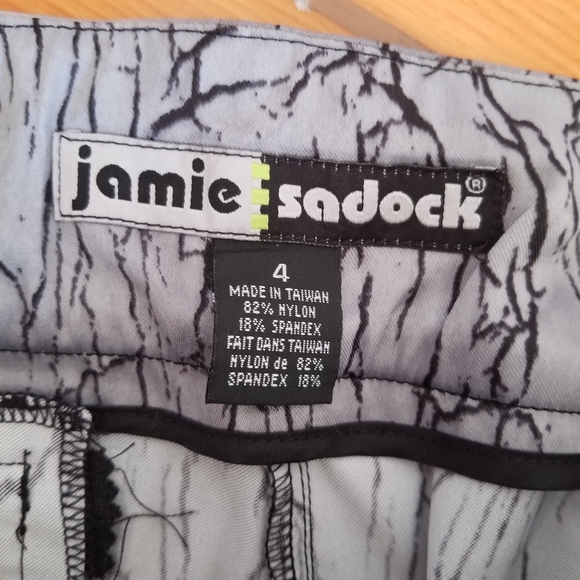 jamie sadock®
4
MADE IN TAIWAN
82% NYLON
18% SPANDEX
FAIT DANS TAIWAN
NYLON de 82%
SPANDEX 18%